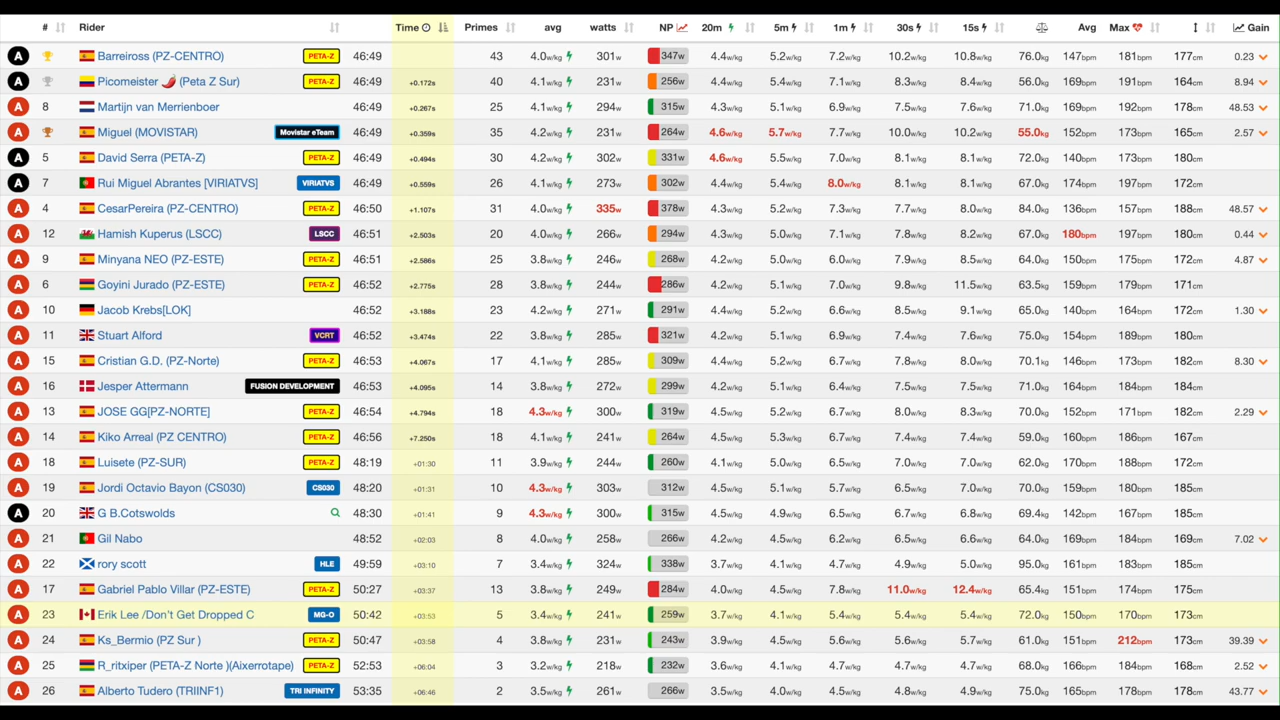 # Rider Time Primes avg watts NP 20m 5m 1m 30s 15s Avg Max Gain
A Barreiross (PZ-CENTRO) PETA-Z 46:49 43 4.0w/kg 301w 347w 4.4w/kg 5.2w/kg 7.2w/kg 10.2w/kg 10.8w/kg 76.0kg 147bpm 181bpm 177cm 0.23
A Picomeister 🌶 (Peta Z Sur) PETA-Z 46:49 +0.172s 40 4.1w/kg 231w 256w 4.4w/kg 5.4w/kg 7.1w/kg 8.3w/kg 9.4w/kg 56.0kg 169bpm 191bpm 164cm 8.94
A 8 Martijn van Merrienboer 46:49 +0.267s 25 4.1w/kg 294w 315w 4.3w/kg 5.1w/kg 6.9w/kg 7.5w/kg 7.6w/kg 71.0kg 169bpm 192bpm 178cm 48.53
A Miguel (MOVISTAR) Movistar eTeam 46:49 +0.359s 35 4.2w/kg 231w 264w 4.6w/kg 5.7w/kg 7.7w/kg 10.0w/kg 10.2w/kg 55.0kg 152bpm 173bpm 165cm 2.57
A 5 David Serra (PETA-Z) PETA-Z 46:49 +0.494s 30 4.2w/kg 302w 331w 4.6w/kg 5.5w/kg 7.0w/kg 8.1w/kg 8.1w/kg 72.0kg 140bpm 173bpm 180cm
A 7 Rui Miguel Abrantes [VIRIATVS] VIRIATVS 46:49 +0.559s 26 4.1w/kg 273w 302w 4.4w/kg 5.4w/kg 8.0w/kg 8.1w/kg 8.1w/kg 67.0kg 174bpm 197bpm 172cm
A 4 CesarPereira (PZ-CENTRO) PETA-Z 46:50 +1.107s 31 4.0w/kg 335w 378w 4.3w/kg 5.2w/kg 7.3w/kg 7.7w/kg 8.0w/kg 84.0kg 136bpm 157bpm 188cm 48.57
A 12 Hamish Kuperus (LSCC) LSCC 46:51 +2.503s 20 4.0w/kg 266w 294w 4.3w/kg 5.0w/kg 7.1w/kg 7.8w/kg 8.2w/kg 67.0kg 180bpm 197bpm 180cm 0.44
A 9 Minyana NEO (PZ-ESTE) PETA-Z 46:51 +2.586s 25 3.8w/kg 246w 268w 4.2w/kg 5.0w/kg 6.0w/kg 7.9w/kg 8.5w/kg 64.0kg 150bpm 175bpm 172cm 4.87
A 6 Goyini Jurado (PZ-ESTE) PETA-Z 46:52 +2.775s 28 3.8w/kg 244w 286w 4.2w/kg 5.1w/kg 7.0w/kg 9.8w/kg 11.5w/kg 63.5kg 159bpm 179bpm 171cm
A 10 Jacob Krebs[LOK] 46:52 +3.188s 23 4.2w/kg 271w 291w 4.4w/kg 5.2w/kg 6.6w/kg 8.5w/kg 9.1w/kg 65.0kg 140bpm 164bpm 172cm 1.30
A 11 Stuart Alford VCRT 46:52 +3.474s 22 3.8w/kg 285w 321w 4.2w/kg 5.1w/kg 6.9w/kg 7.4w/kg 7.6w/kg 75.0kg 154bpm 189bpm 180cm
A 15 Cristian G.D. (PZ-Norte) PETA-Z 46:53 +4.067s 17 4.1w/kg 285w 309w 4.4w/kg 5.2w/kg 6.7w/kg 7.8w/kg 8.0w/kg 70.1kg 146bpm 173bpm 182cm 8.30
A 16 Jesper Attermann FUSION DEVELOPMENT 46:53 +4.095s 14 3.8w/kg 272w 299w 4.2w/kg 5.1w/kg 6.4w/kg 7.5w/kg 7.5w/kg 71.0kg 164bpm 184bpm 184cm
A 13 JOSE GG[PZ-NORTE] PETA-Z 46:54 +4.794s 18 4.3w/kg 300w 319w 4.5w/kg 5.2w/kg 6.7w/kg 8.0w/kg 8.3w/kg 70.0kg 152bpm 171bpm 182cm 2.29
A 14 Kiko Arreal (PZ CENTRO) PETA-Z 46:56 +7.250s 18 4.1w/kg 241w 264w 4.5w/kg 5.3w/kg 6.7w/kg 7.4w/kg 7.4w/kg 59.0kg 160bpm 186bpm 167cm
A 18 Luisete (PZ-SUR) PETA-Z 48:19 +01:30 11 3.9w/kg 244w 260w 4.1w/kg 5.0w/kg 6.5w/kg 7.0w/kg 7.0w/kg 62.0kg 170bpm 188bpm 172cm
A 19 Jordi Octavio Bayon (CS030) CS030 48:20 +01:31 10 4.3w/kg 303w 312w 4.5w/kg 5.1w/kg 5.7w/kg 6.5w/kg 7.0w/kg 70.0kg 159bpm 180bpm 185cm
A 20 G B.Cotswolds 48:30 +01:41 9 4.3w/kg 300w 315w 4.5w/kg 4.9w/kg 6.5w/kg 6.7w/kg 6.8w/kg 69.4kg 142bpm 167bpm 185cm
A 21 Gil Nabo 48:52 +02:03 8 4.0w/kg 258w 266w 4.1w/kg 4.5w/kg 6.2w/kg 6.5w/kg 6.6w/kg 64.0kg 169bpm 184bpm 169cm 7.02
A 22 rory scott HLE 49:59 +03:10 7 3.4w/kg 324w 338w 3.7w/kg 4.1w/kg 4.7w/kg 4.9w/kg 5.0w/kg 95.0kg 161bpm 183bpm 185cm
A 17 Gabriel Pablo Villar (PZ-ESTE) PETA-Z 50:27 +03:37 13 3.8w/kg 249w 284w 4.0w/kg 4.5w/kg 7.0w/kg 11.0w/kg 12.4w/kg 65.4kg 151bpm 174bpm 175cm
A 23 Erik Lee /Don't Get Dropped C MG-O 50:42 +03:53 5 3.4w/kg 241w 259w 3.7w/kg 4.1w/kg 5.4w/kg 5.4w/kg 5.4w/kg 72.0kg 150bpm 170bpm 173cm
A 24 Ks_Bermio (PZ Sur ) PETA-Z 50:47 +03:58 4 3.8w/kg 231w 243w 3.9w/kg 4.5w/kg 5.6w/kg 5.6w/kg 5.7w/kg 61.0kg 151bpm 212bpm 173cm 39.39
A 25 R_ritxiper (PETA-Z Norte )(Aixerrotape) PETA-Z 52:53 +06:04 3 3.2w/kg 218w 232w 3.6w/kg 4.1w/kg 4.7w/kg 4.7w/kg 4.7w/kg 68.0kg 166bpm 184bpm 168cm 2.52
A 26 Alberto Tudero (TRIINF1) TRI INFINITY 53:35 +06:46 2 3.5w/kg 261w 266w 3.5w/kg 4.0w/kg 4.5w/kg 4.8w/kg 4.9w/kg 75.0kg 165bpm 178bpm 178cm 43.77